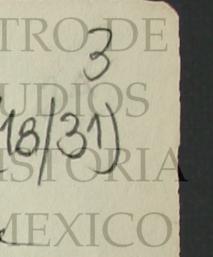 TRO DE
3
UDIOS
(18/31)
ISTORIA
MEXICO